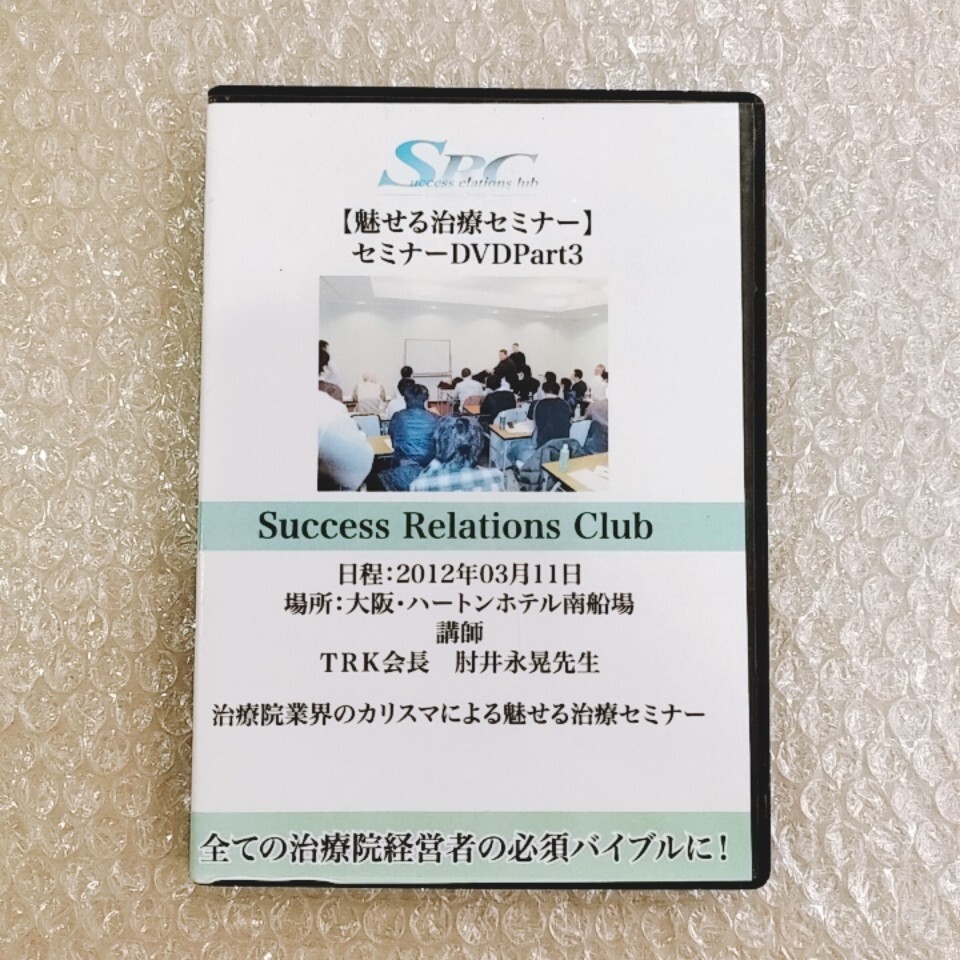 SRC
Success elations lub
【魅せる治療セミナー】
セミナーDVDPart3
Success Relations Club
日程:2012年03月11日
場所:大阪・ハートンホテル南船場
講師
TRK会長 肘井永晃先生
治療院業界のカリスマによる魅せる治療セミナー
全ての治療院経営者の必須バイブルに!